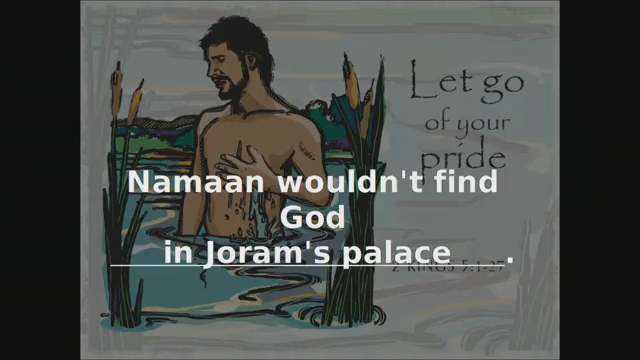 Let go
of your
pride
Namaan wouldn't find
God
in Joram's palace.
2 KINGS 5:1-27